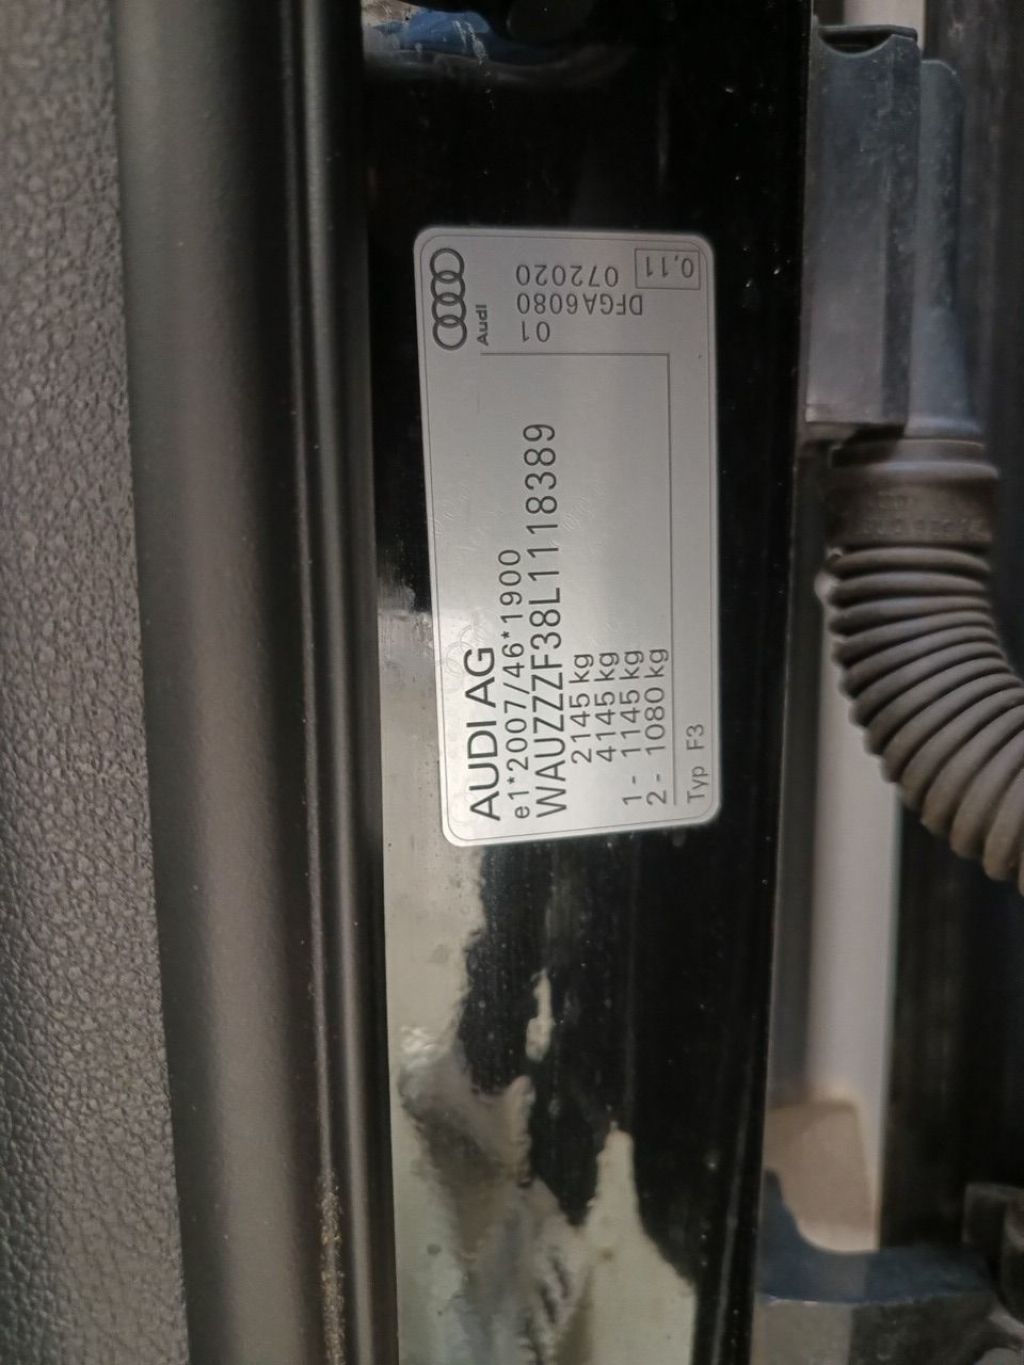 AUDI AG
e1*2007/46*1900
WAUZZZF38L1118389
2145 kg
4145 kg
1 - 1145 kg
2 - 1080 kg
Typ F3
Audi
01
DFGA6080
072020
0,11